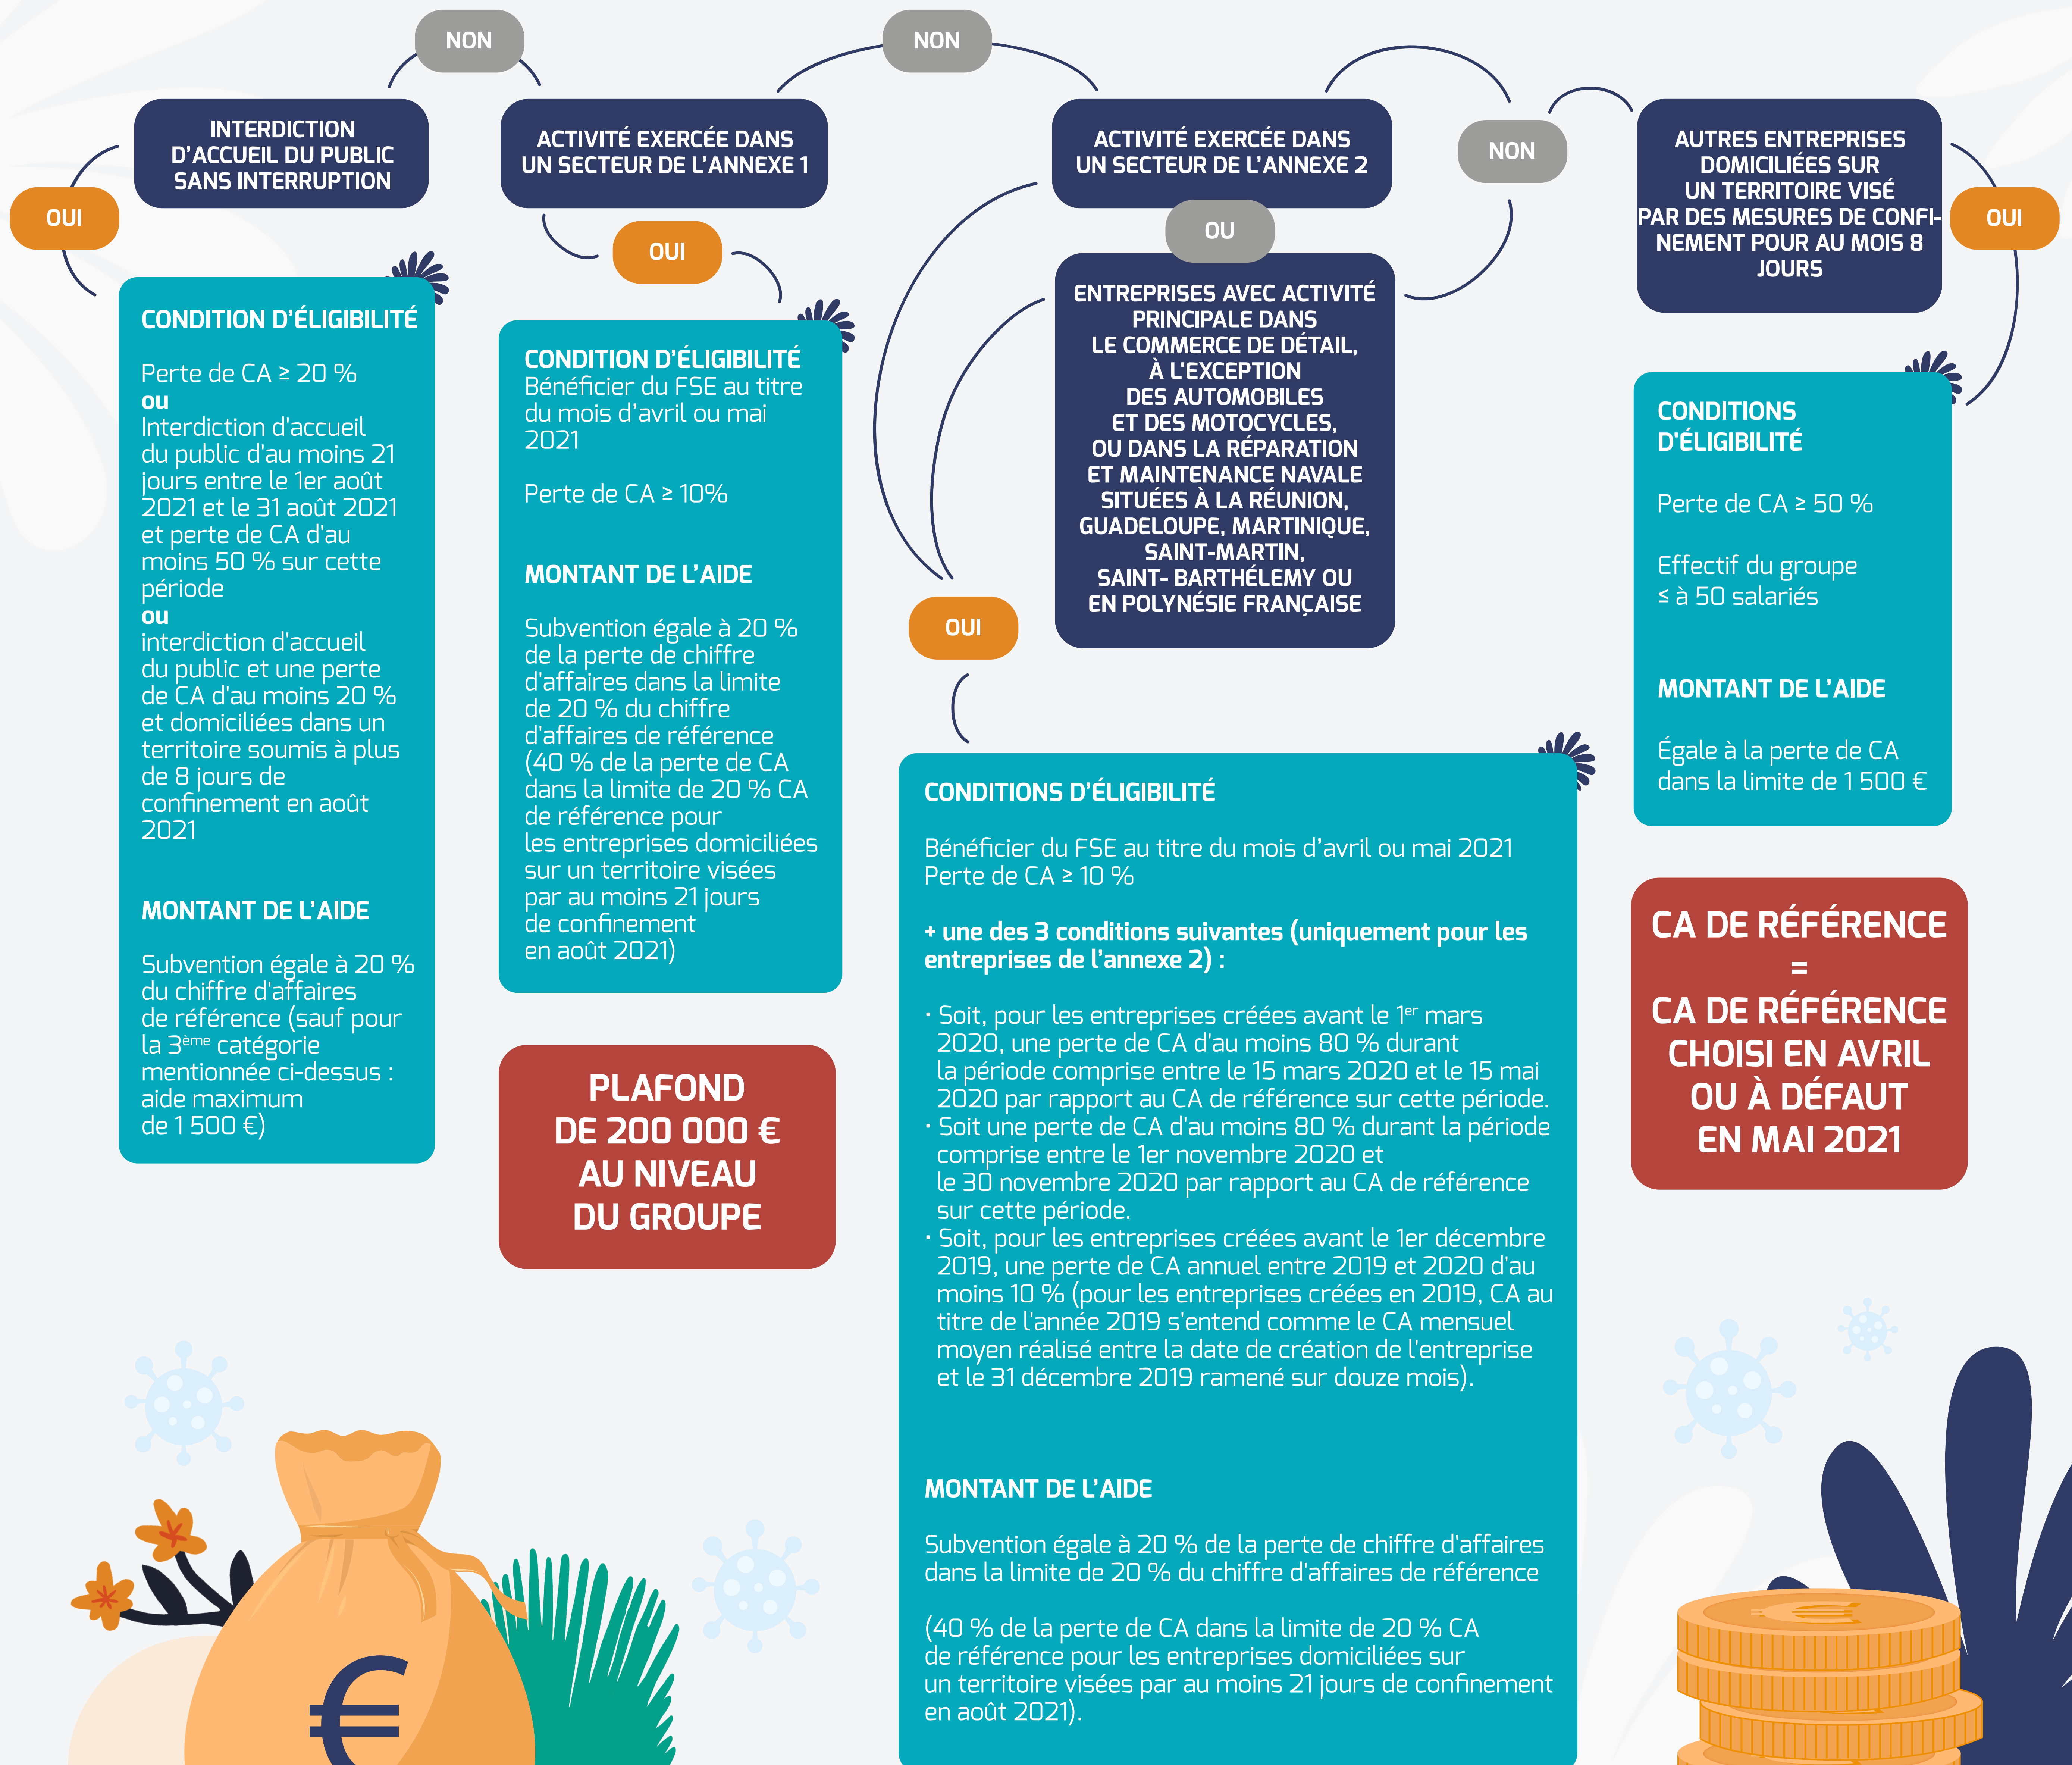 NON
NON
INTERDICTION
D’ACCUEIL DU PUBLIC
SANS INTERRUPTION
OUI
ACTIVITÉ EXERCÉE DANS
UN SECTEUR DE L’ANNEXE 1
OUI
ACTIVITÉ EXERCÉE DANS
UN SECTEUR DE L’ANNEXE 2
OU
ENTREPRISES AVEC ACTIVITÉ
PRINCIPALE DANS
LE COMMERCE DE DÉTAIL,
À L'EXCEPTION
DES AUTOMOBILES
ET DES MOTOCYCLES,
OU DANS LA RÉPARATION
ET MAINTENANCE NAVALE
SITUÉES À LA RÉUNION,
GUADELOUPE, MARTINIQUE,
SAINT-MARTIN,
SAINT- BARTHÉLEMY OU
EN POLYNÉSIE FRANÇAISE
NON
AUTRES ENTREPRISES
DOMICILIÉES SUR
UN TERRITOIRE VISÉ
PAR DES MESURES DE CONFI-
NEMENT POUR AU MOIS 8
JOURS
OUI
CONDITION D’ÉLIGIBILITÉ
Perte de CA ≥ 20 %
ou
Interdiction d'accueil
du public d'au moins 21
jours entre le 1er août
2021 et le 31 août 2021
et perte de CA d'au
moins 50 % sur cette
période
ou
interdiction d'accueil
du public et une perte
de CA d'au moins 20 %
et domiciliées dans un
territoire soumis à plus
de 8 jours de
confinement en août
2021
MONTANT DE L’AIDE
Subvention égale à 20 %
du chiffre d'affaires
de référence (sauf pour
la 3ème catégorie
mentionnée ci-dessus :
aide maximum
de 1 500 €)
CONDITION D’ÉLIGIBILITÉ
Bénéficier du FSE au titre
du mois d’avril ou mai
2021
Perte de CA ≥ 10%
MONTANT DE L’AIDE
Subvention égale à 20 %
de la perte de chiffre
d'affaires dans la limite
de 20 % du chiffre
d'affaires de référence
(40 % de la perte de CA
dans la limite de 20 % CA
de référence pour
les entreprises domiciliées
sur un territoire visées
par au moins 21 jours
de confinement
en août 2021)
PLAFOND
DE 200 000 €
AU NIVEAU
DU GROUPE
OUI
CONDITIONS D’ÉLIGIBILITÉ
Bénéficier du FSE au titre du mois d’avril ou mai 2021
Perte de CA ≥ 10 %
+ une des 3 conditions suivantes (uniquement pour les
entreprises de l’annexe 2) :
· Soit, pour les entreprises créées avant le 1er mars
2020, une perte de CA d'au moins 80 % durant
la période comprise entre le 15 mars 2020 et le 15 mai
2020 par rapport au CA de référence sur cette période.
· Soit une perte de CA d'au moins 80 % durant la période
comprise entre le 1er novembre 2020 et
le 30 novembre 2020 par rapport au CA de référence
sur cette période.
· Soit, pour les entreprises créées avant le 1er décembre
2019, une perte de CA annuel entre 2019 et 2020 d'au
moins 10 % (pour les entreprises créées en 2019, CA au
titre de l'année 2019 s'entend comme le CA mensuel
moyen réalisé entre la date de création de l'entreprise
et le 31 décembre 2019 ramené sur douze mois).
MONTANT DE L’AIDE
Subvention égale à 20 % de la perte de chiffre d'affaires
dans la limite de 20 % du chiffre d'affaires de référence
(40 % de la perte de CA dans la limite de 20 % CA
de référence pour les entreprises domiciliées sur
un territoire visées par au moins 21 jours de confinement
en août 2021).
CONDITIONS
D'ÉLIGIBILITÉ
Perte de CA ≥ 50 %
Effectif du groupe
≤ à 50 salariés
MONTANT DE L’AIDE
Égale à la perte de CA
dans la limite de 1 500 €
CA DE RÉFÉRENCE
=
CA DE RÉFÉRENCE
CHOISI EN AVRIL
OU À DÉFAUT
EN MAI 2021
€
€